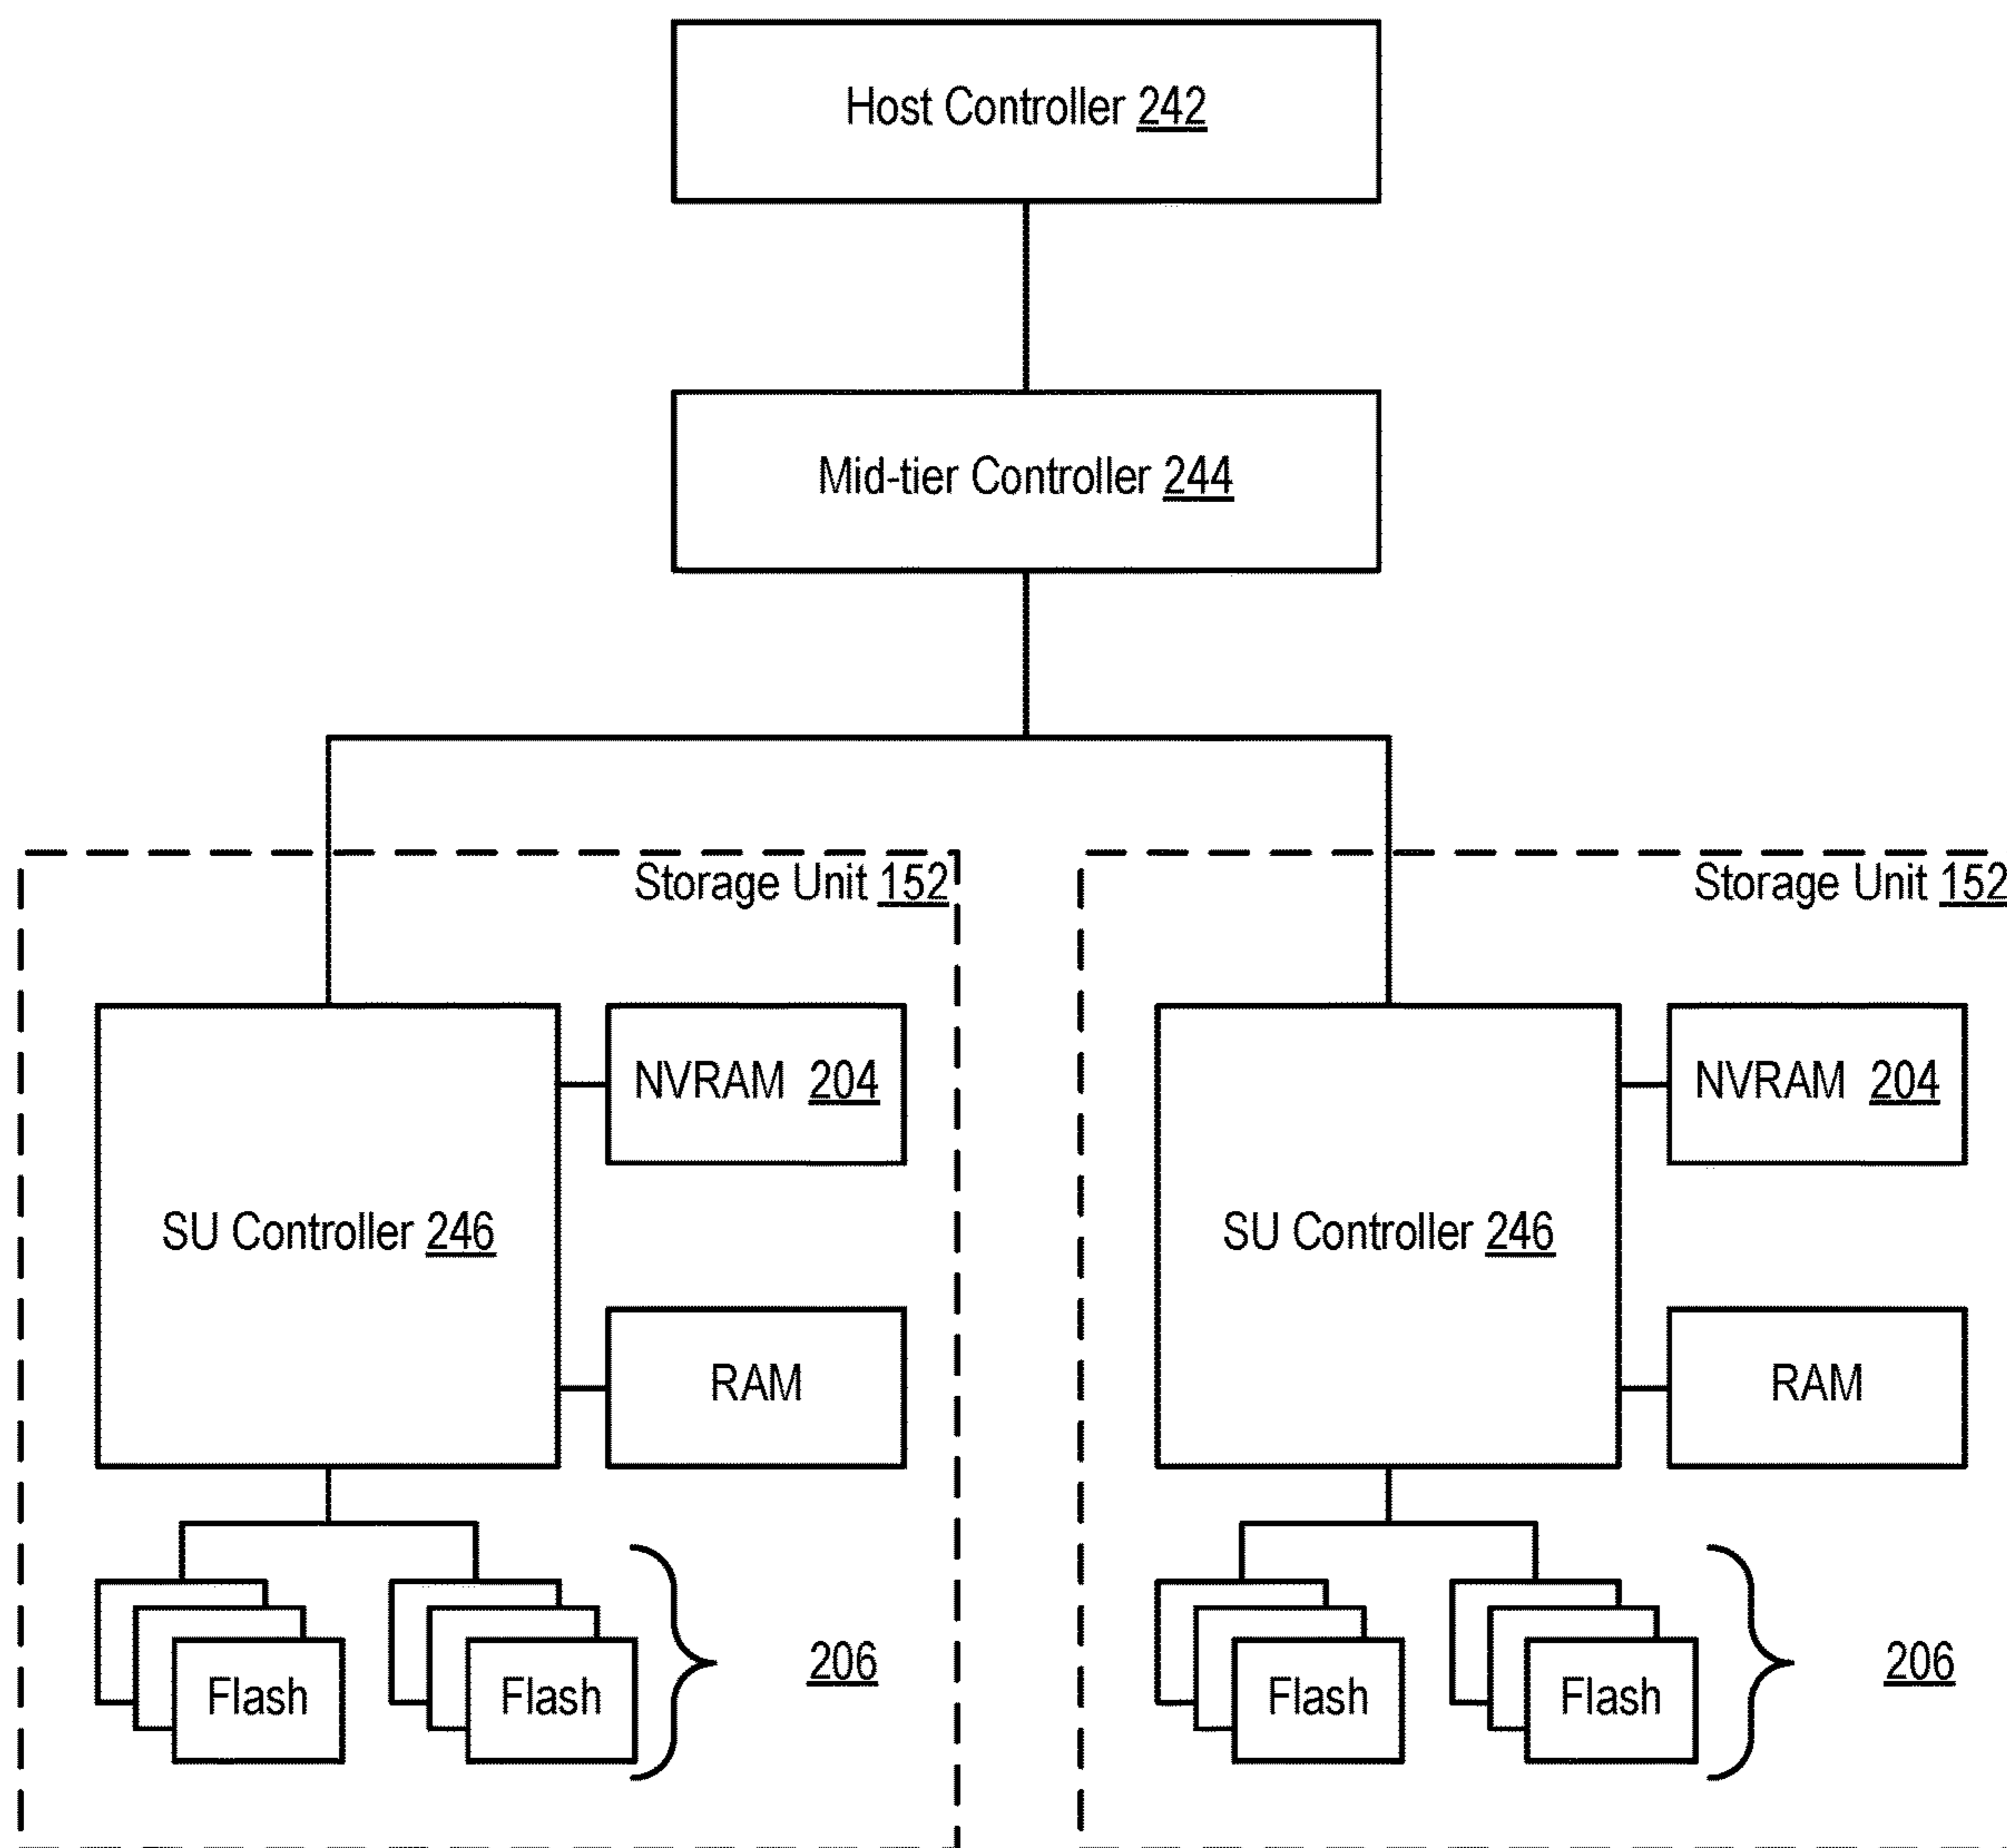 Host Controller 242
Mid-tier Controller 244
Storage Unit 152
Storage Unit 152
NVRAM 204
NVRAM 204
SU Controller 246
SU Controller 246
RAM
RAM
206
206
Flash
Flash
Flash
Flash